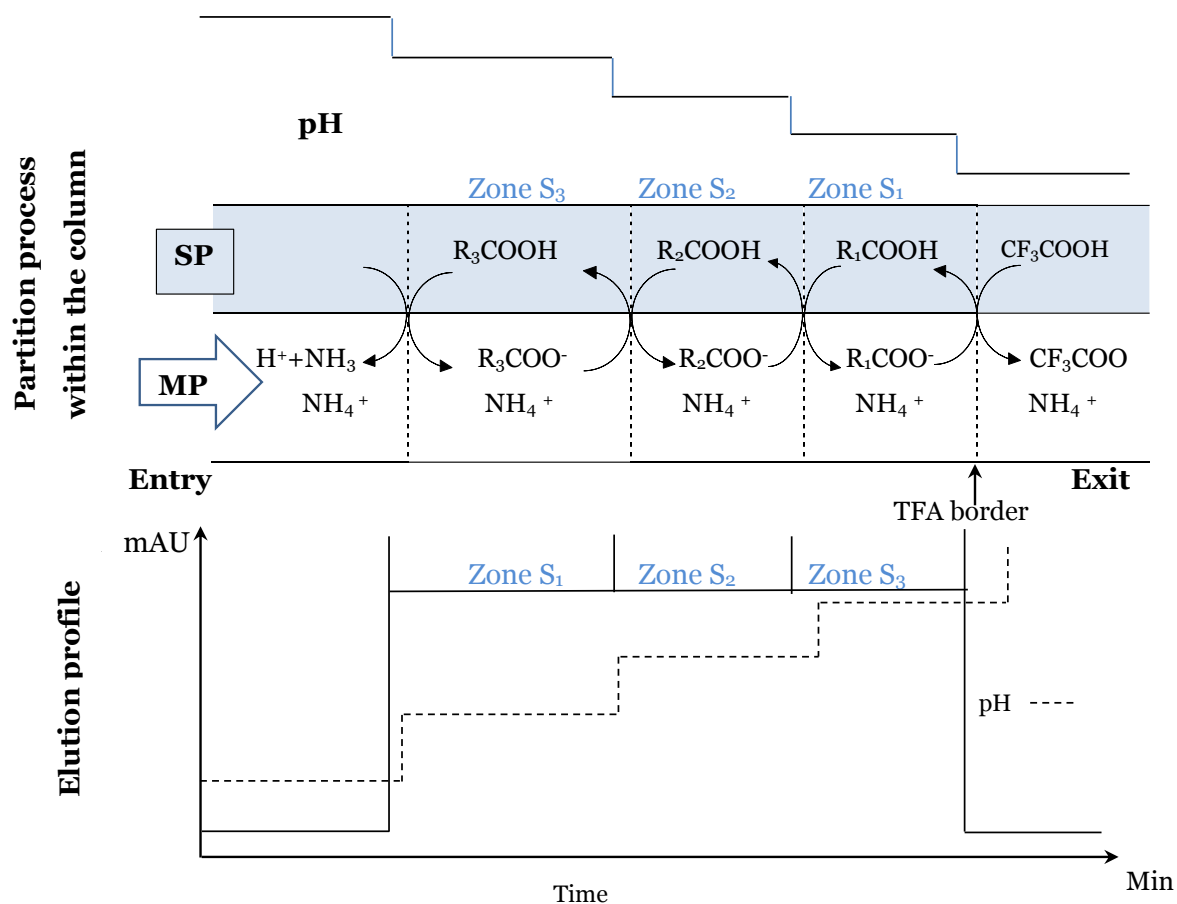 pH
Partition process
within the column
Zone S₃ Zone S₂ Zone S₁
SP
R₃COOH R₂COOH R₁COOH CF₃COOH
MP
H⁺+NH₃ R₃COO⁻ R₂COO⁻ R₁COO⁻ CF₃COO
NH₄ ⁺ NH₄ ⁺ NH₄ ⁺ NH₄ ⁺ NH₄ ⁺
Entry Exit
TFA border
mAU
Elution profile
Zone S₁ Zone S₂ Zone S₃
pH
Min
Time